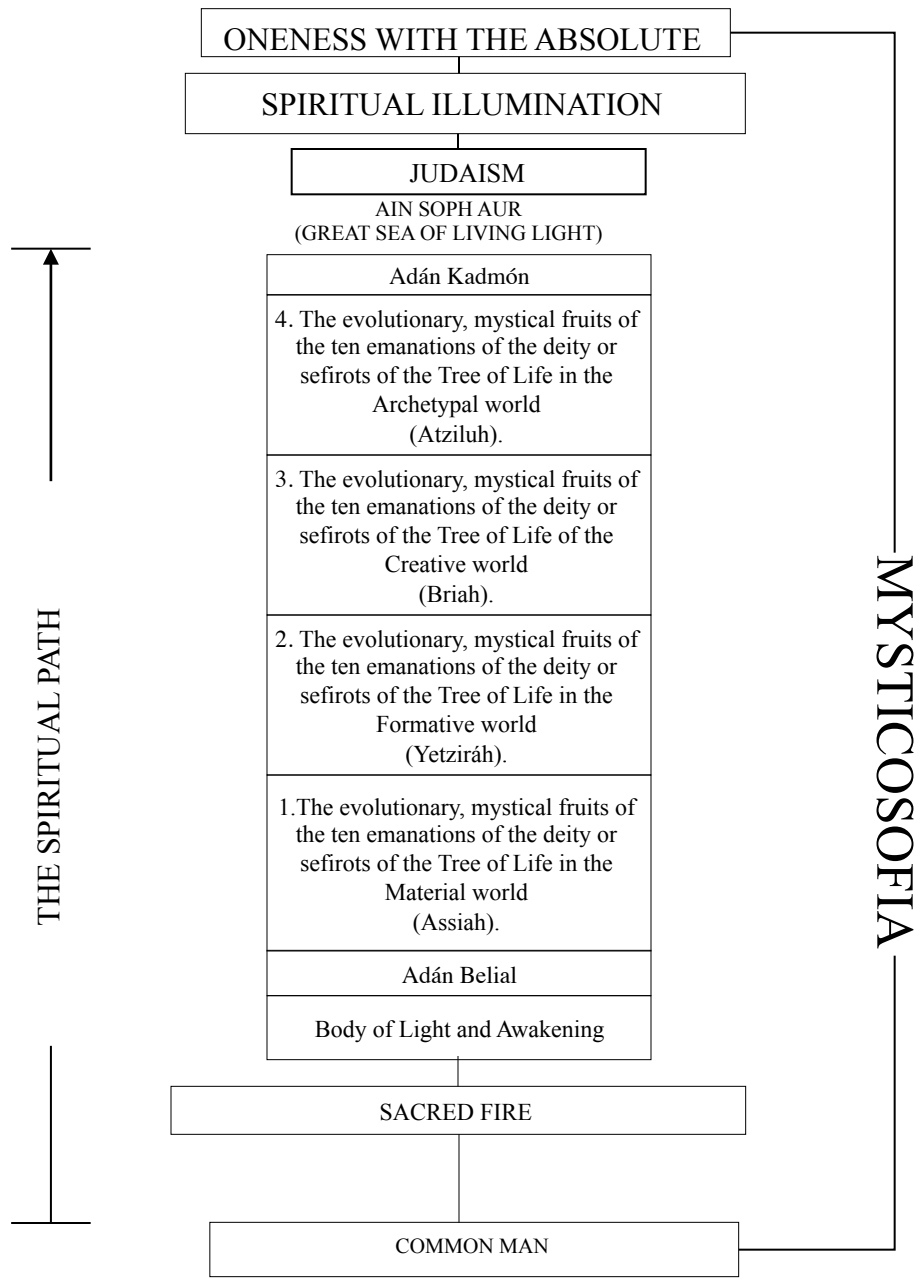 ONENESS WITH THE ABSOLUTE
SPIRITUAL ILLUMINATION
JUDAISM
AIN SOPH AUR
(GREAT SEA OF LIVING LIGHT)
Adán Kadmón
4. The evolutionary, mystical fruits of
the ten emanations of the deity or
sefirots of the Tree of Life in the
Archetypal world
(Atziluh).
3. The evolutionary, mystical fruits of
the ten emanations of the deity or
sefirots of the Tree of Life of the
Creative world
(Briah).
2. The evolutionary, mystical fruits of
the ten emanations of the deity or
sefirots of the Tree of Life in the
Formative world
(Yetziráh).
1.The evolutionary, mystical fruits of
the ten emanations of the deity or
sefirots of the Tree of Life in the
Material world
(Assiah).
Adán Belial
Body of Light and Awakening
SACRED FIRE
COMMON MAN
THE SPIRITUAL PATH
MYSTICOSOFIA